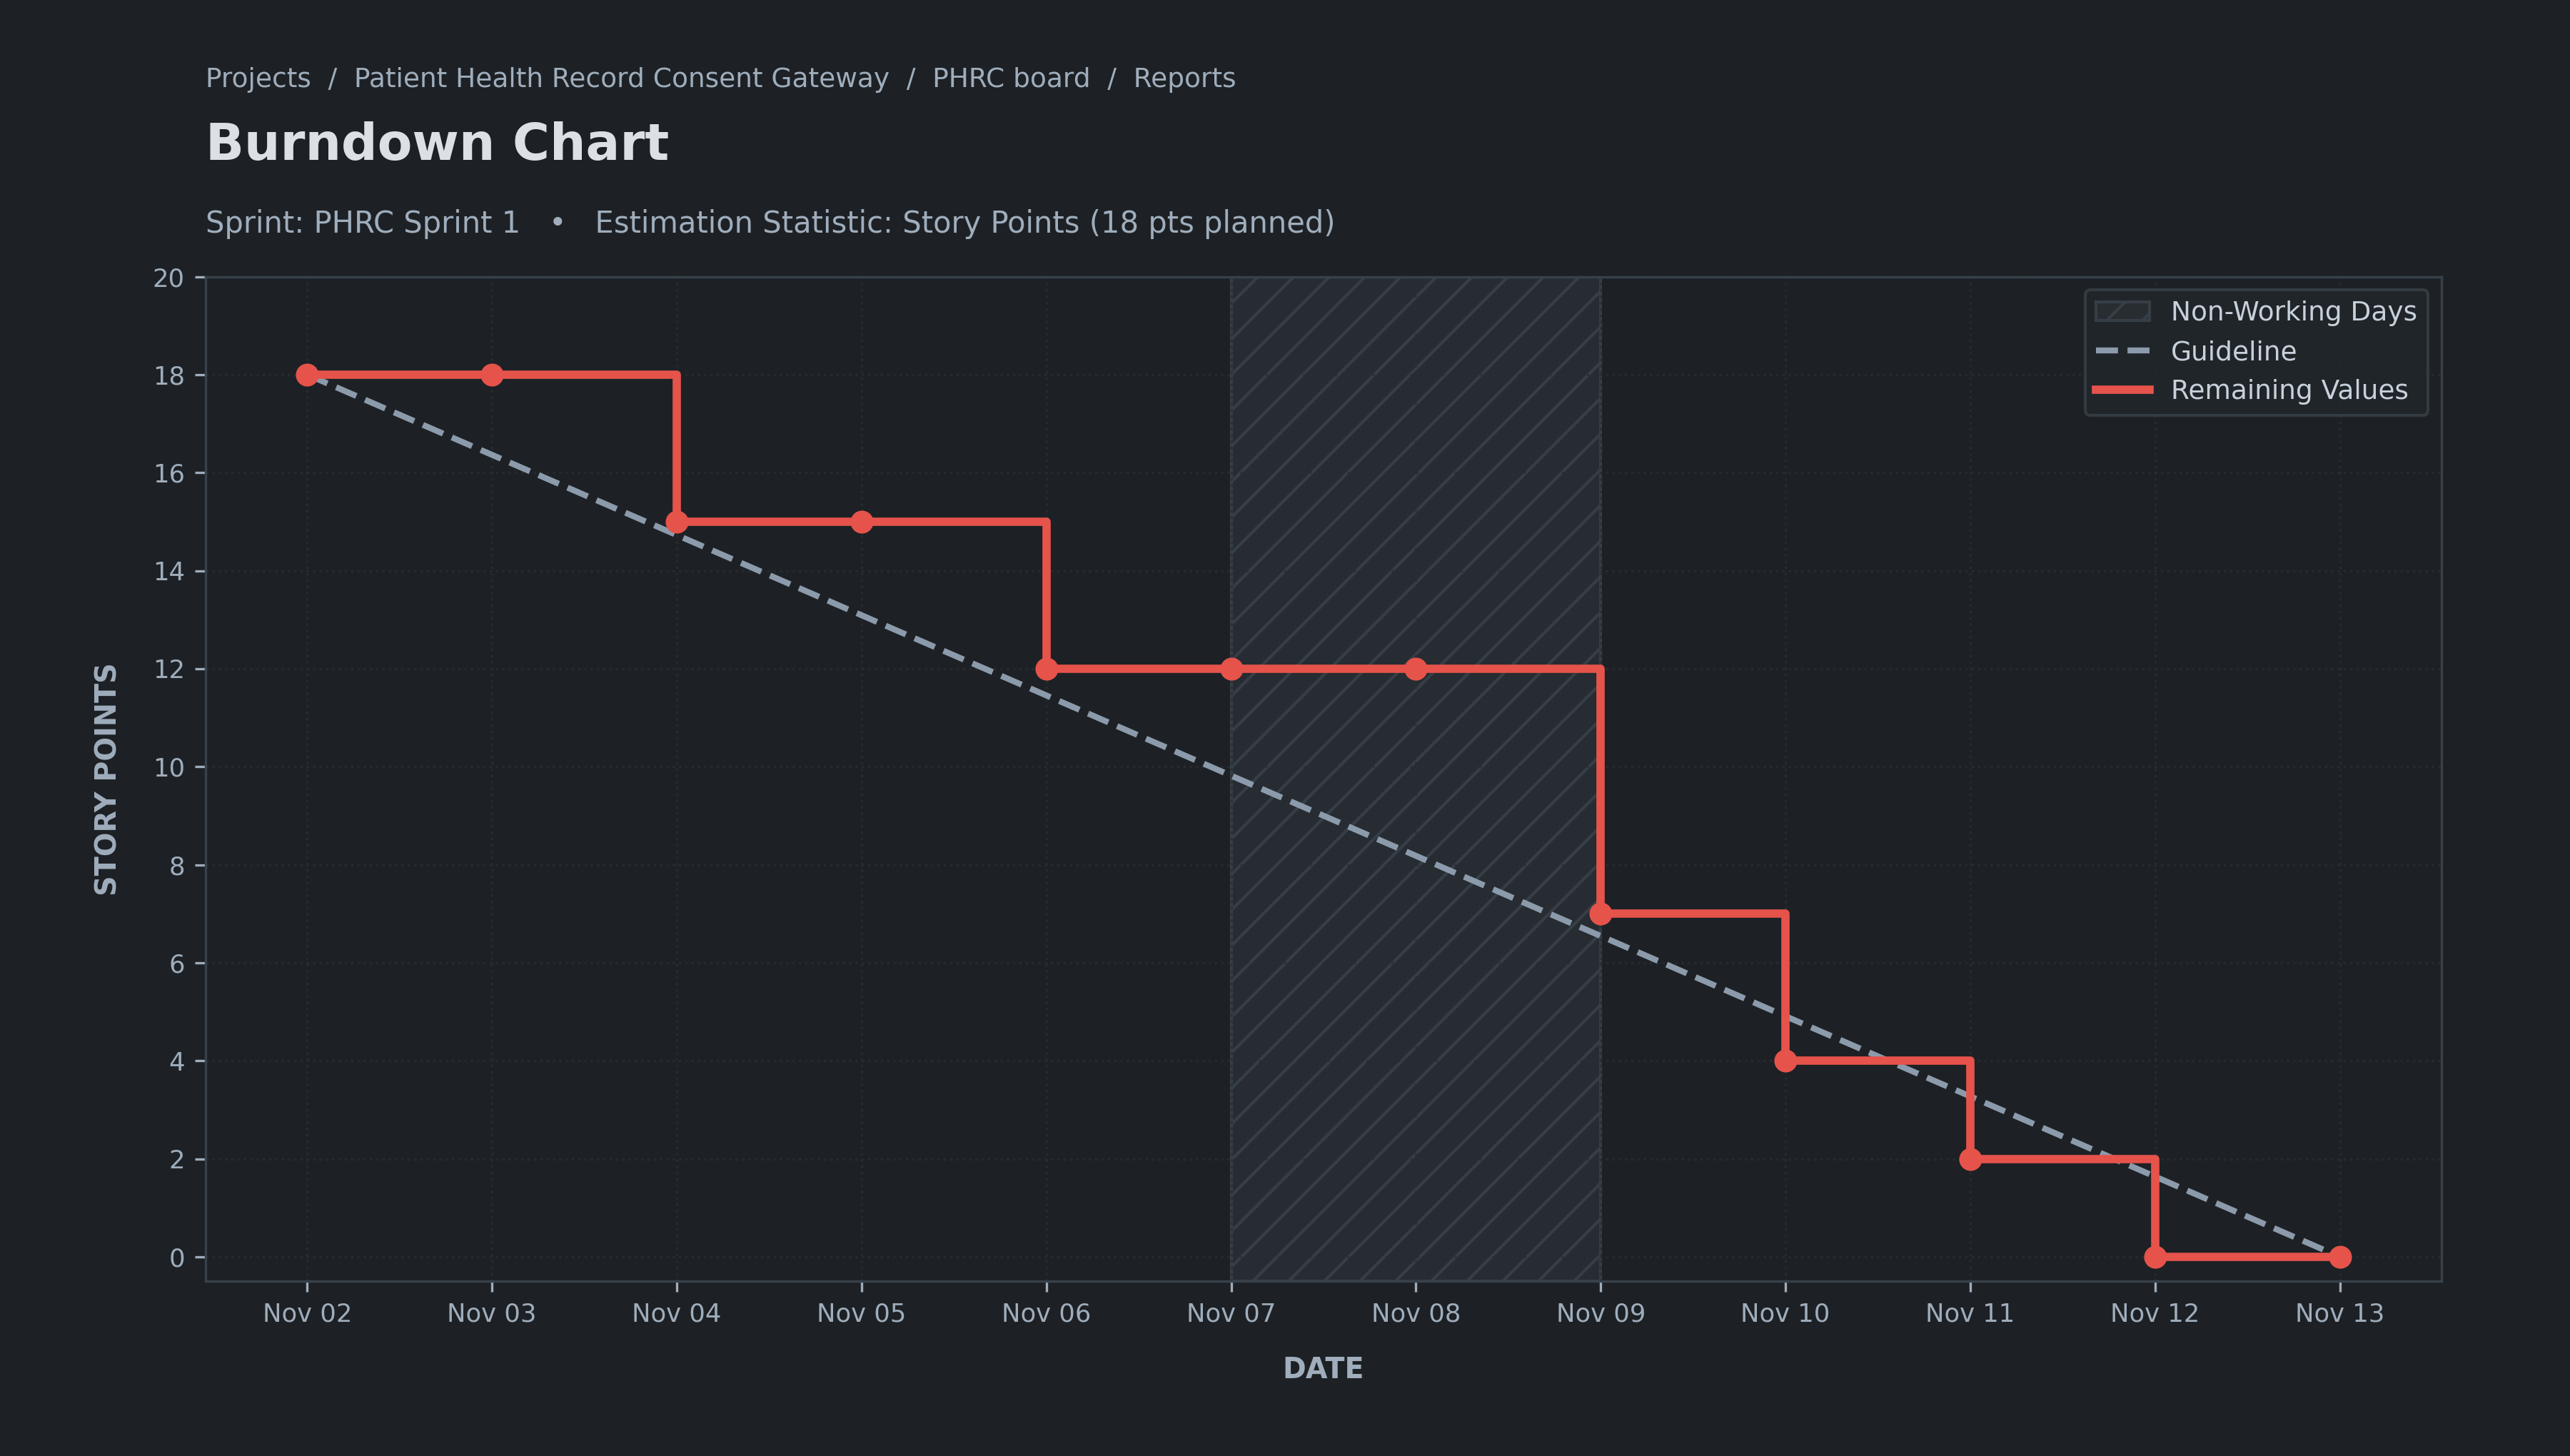 Projects / Patient Health Record Consent Gateway / PHRC board / Reports
Burndown Chart
Sprint: PHRC Sprint 1 • Estimation Statistic: Story Points (18 pts planned)
Non-Working Days
Guideline
Remaining Values
STORY POINTS
20
18
16
14
12
10
8
6
4
2
0
Nov 02 Nov 03 Nov 04 Nov 05 Nov 06 Nov 07 Nov 08 Nov 09 Nov 10 Nov 11 Nov 12 Nov 13
DATE